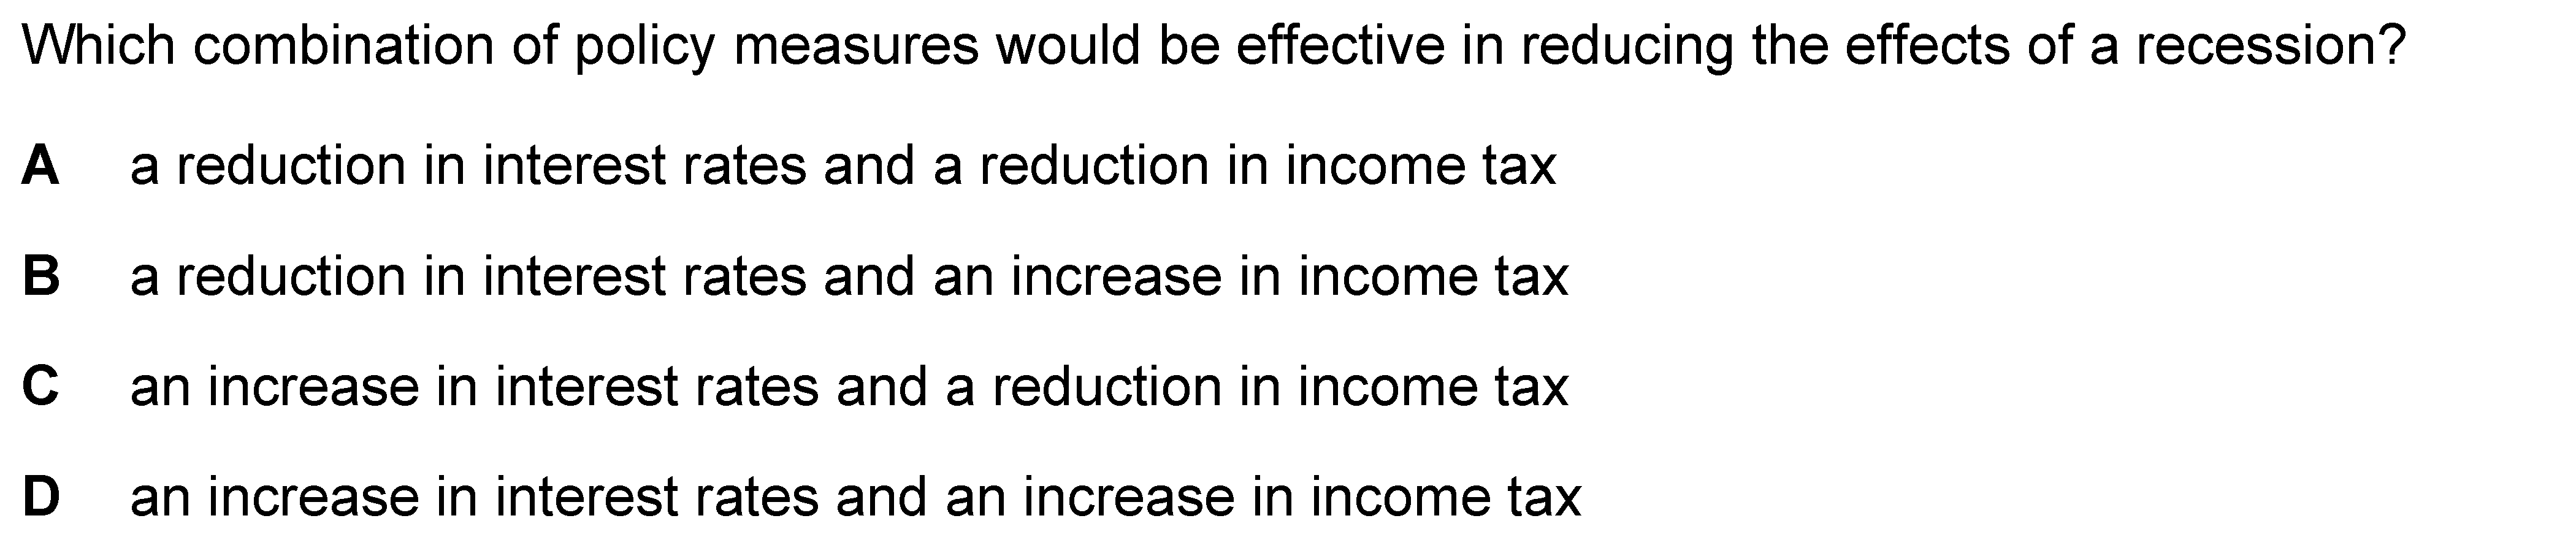 Which combination of policy measures would be effective in reducing the effects of a recession?
A a reduction in interest rates and a reduction in income tax
B a reduction in interest rates and an increase in income tax
C an increase in interest rates and a reduction in income tax
D an increase in interest rates and an increase in income tax